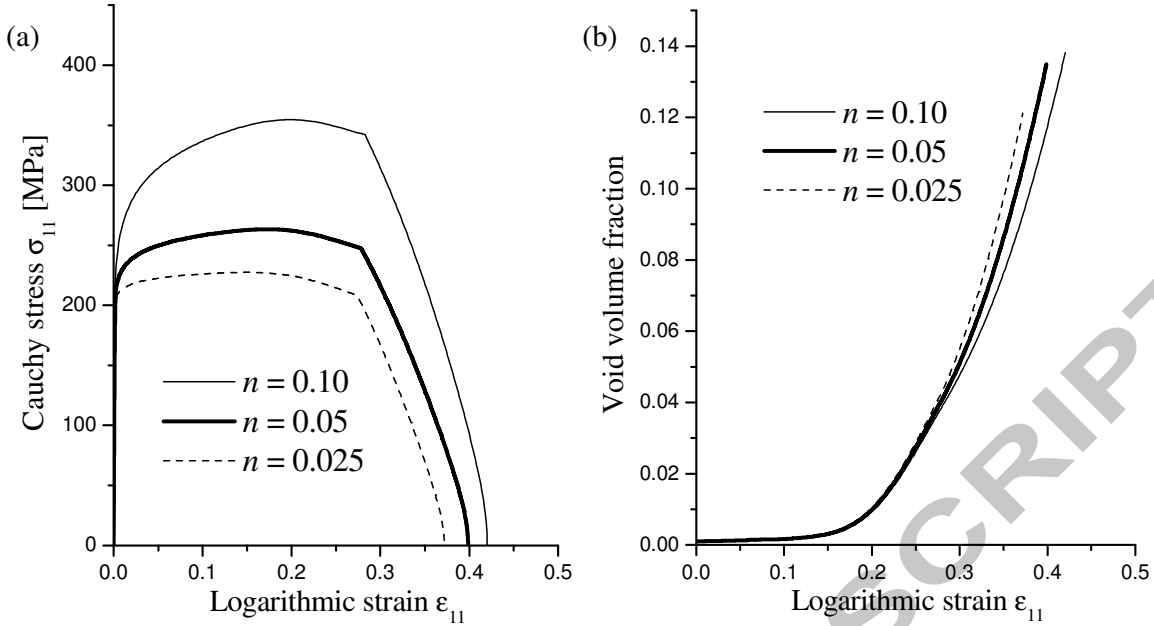 (a)
Cauchy stress σ₁₁ [MPa]
400
300
200
100
0
n = 0.10
n = 0.05
n = 0.025
0.0 0.1 0.2 0.3 0.4 0.5
Logarithmic strain ε₁₁
(b)
Void volume fraction
0.14
0.12
0.10
0.08
0.06
0.04
0.02
0.00
n = 0.10
n = 0.05
n = 0.025
0.0 0.1 0.2 0.3 0.4 0.5
Logarithmic strain ε₁₁
SCRIPT